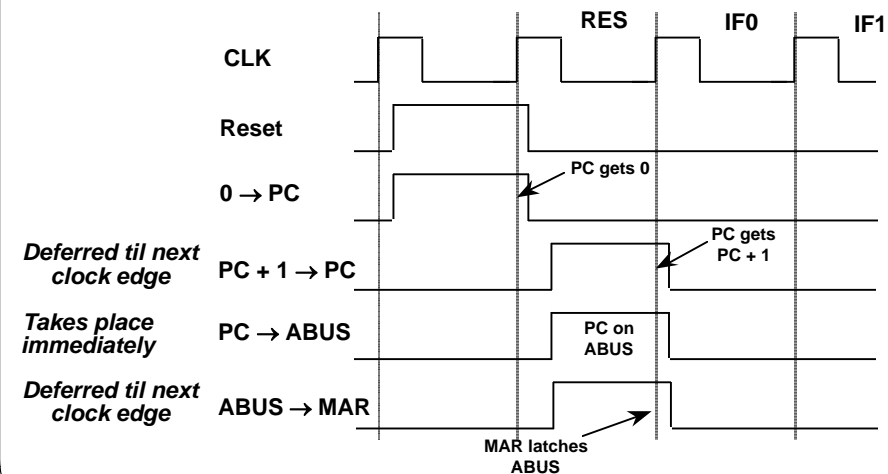 RES IF0 IF1
CLK
Reset
PC gets 0
0 → PC
PC gets
PC + 1
Deferred til next
clock edge
PC + 1 → PC
Takes place
immediately
PC → ABUS
PC on
ABUS
Deferred til next
clock edge
ABUS → MAR
MAR latches
ABUS